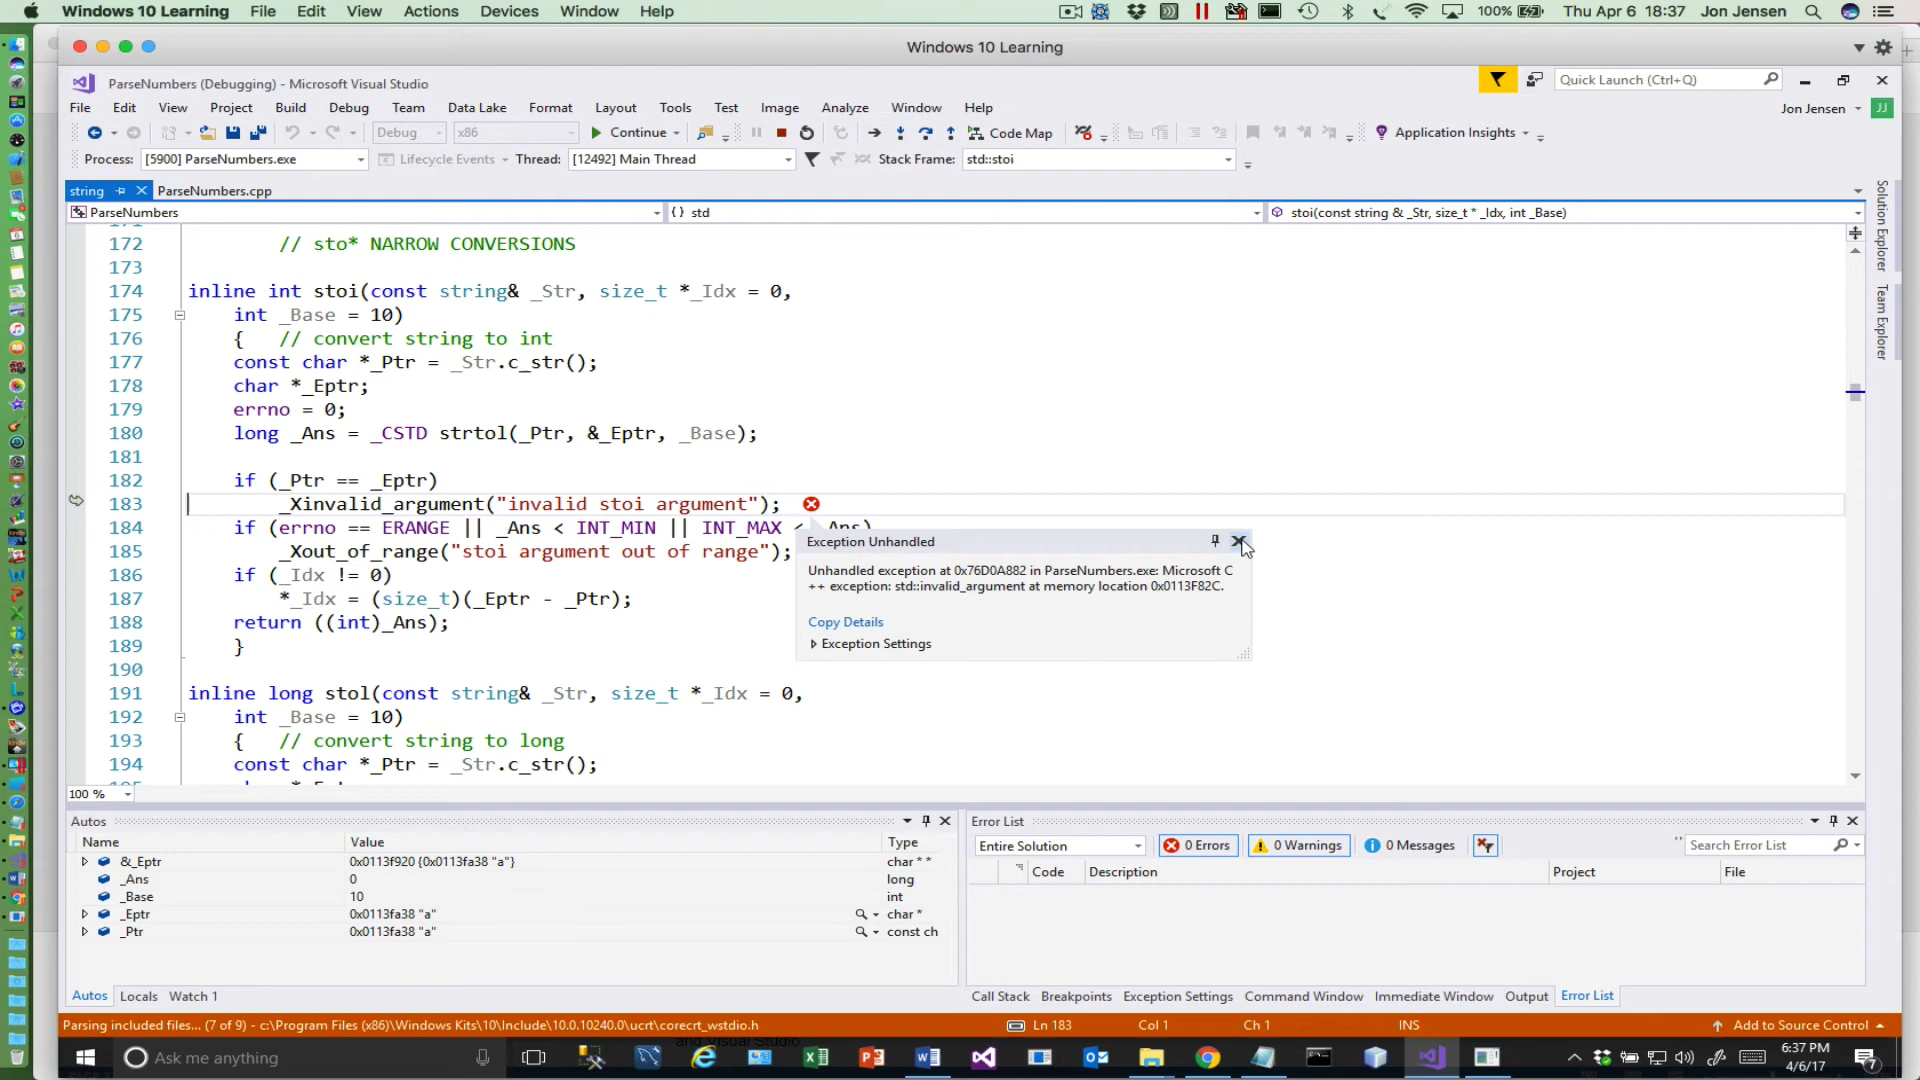 Windows 10 Learning File Edit View Actions Devices Window Help 100% Thu Apr 6 18:37 Jon Jensen
Windows 10 Learning
ParseNumbers (Debugging) - Microsoft Visual Studio Quick Launch (Ctrl+Q)
File Edit View Project Build Debug Team Data Lake Format Layout Tools Test Image Analyze Window Help Jon Jensen JJ
Debug x86 Continue Code Map Application Insights
Process: [5900] ParseNumbers.exe Lifecycle Events Thread: [12492] Main Thread Stack Frame: std::stoi
string ParseNumbers.cpp
ParseNumbers {} std stoi(const string & _Str, size_t * _Idx, int _Base)
Solution Explorer
Team Explorer
171
172 // sto* NARROW CONVERSIONS
173
174 inline int stoi(const string& _Str, size_t *_Idx = 0,
175 int _Base = 10)
176 { // convert string to int
177 const char *_Ptr = _Str.c_str();
178 char *_Eptr;
179 errno = 0;
180 long _Ans = _CSTD strtol(_Ptr, &_Eptr, _Base);
181
182 if (_Ptr == _Eptr)
183 _Xinvalid_argument("invalid stoi argument");
184 if (errno == ERANGE || _Ans < INT_MIN || INT_MAX < _Ans)
185 _Xout_of_range("stoi argument out of range");
186 if (_Idx != 0)
187 *_Idx = (size_t)(_Eptr - _Ptr);
188 return ((int)_Ans);
189 }
190
191 inline long stol(const string& _Str, size_t *_Idx = 0,
192 int _Base = 10)
193 { // convert string to long
194 const char *_Ptr = _Str.c_str();
Exception Unhandled
Unhandled exception at 0x76D0A882 in ParseNumbers.exe: Microsoft C
++ exception: std::invalid_argument at memory location 0x0113F82C.
Copy Details
Exception Settings
100 %
Autos
Name Value Type
&_Eptr 0x0113f920 {0x0113fa38 "a"} char * *
_Ans 0 long
_Base 10 int
_Eptr 0x0113fa38 "a" char *
_Ptr 0x0113fa38 "a" const ch
Autos Locals Watch 1
Error List
Entire Solution 0 Errors 0 Warnings 0 Messages Search Error List
Code Description Project File
Call Stack Breakpoints Exception Settings Command Window Immediate Window Output Error List
Parsing included files... (7 of 9) - c:\Program Files (x86)\Windows Kits\10\Include\10.0.10240.0\ucrt\corecrt_wstdio.h Ln 183 Col 1 Ch 1 INS Add to Source Control
and Visual Studio.
Ask me anything 6:37 PM
4/6/17 7